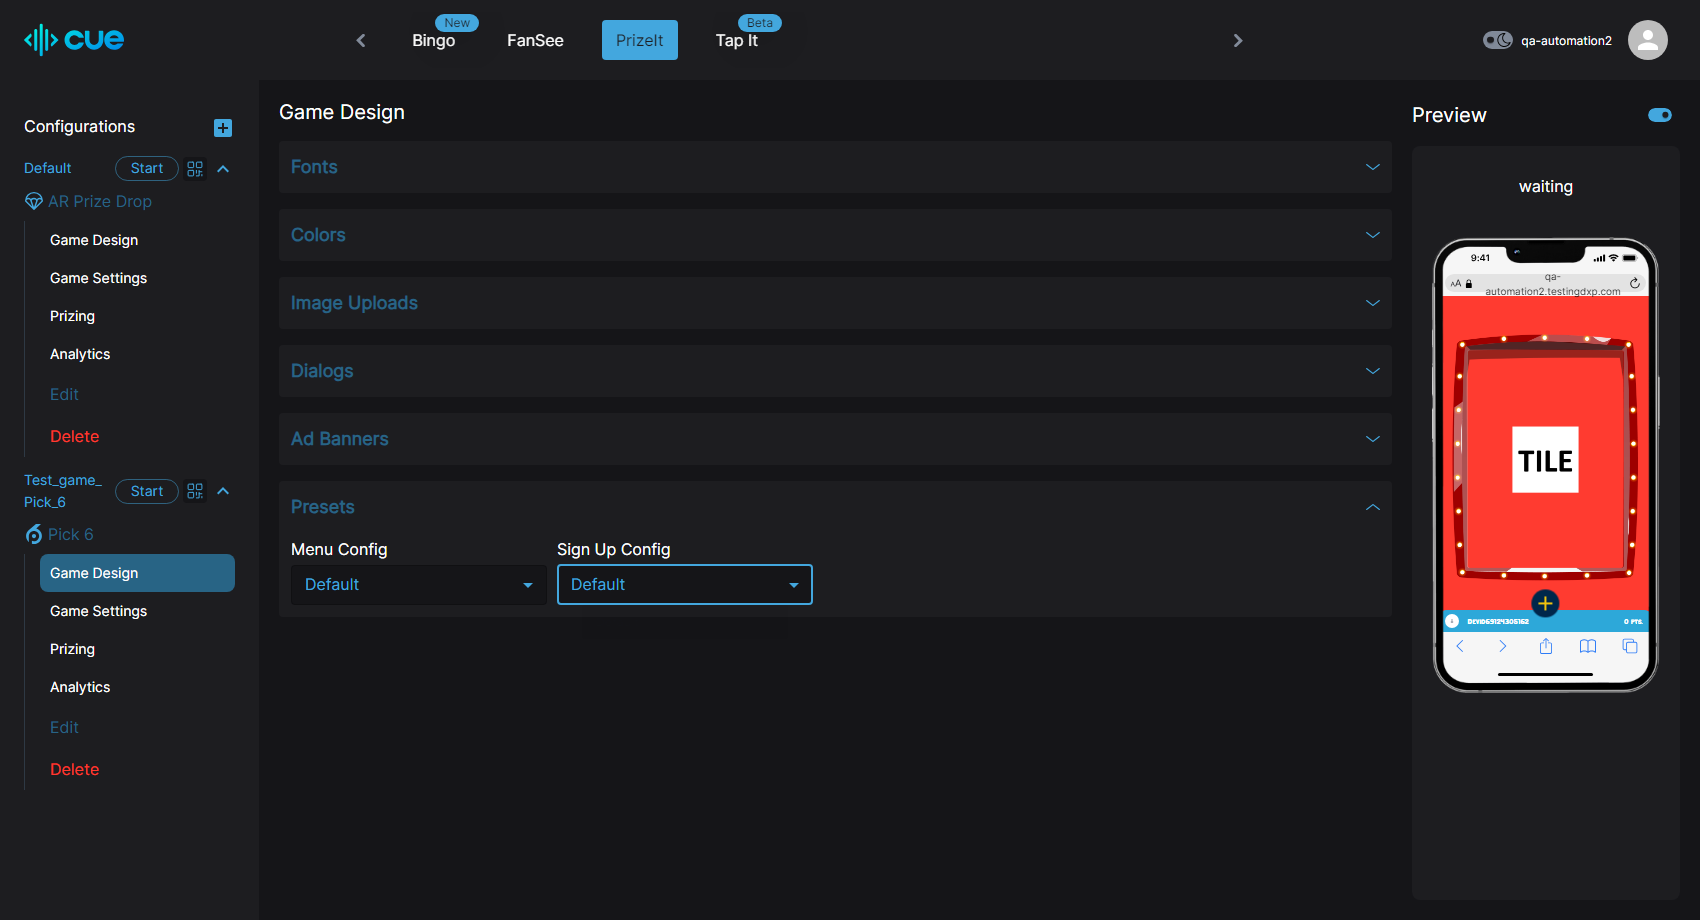 cue
New
Bingo
FanSee
PrizeIt
Beta
Tap It
qa-automation2
Configurations
Default
Start
AR Prize Drop
Game Design
Game Settings
Prizing
Analytics
Edit
Delete
Test_game_
Pick_6
Start
Pick 6
Game Design
Game Settings
Prizing
Analytics
Edit
Delete
Game Design
Fonts
Colors
Image Uploads
Dialogs
Ad Banners
Presets
Menu Config
Sign Up Config
Default
Default
Preview
waiting
9:41
AA
qa-
automation2.testingdxp.com
TILE
0 PTS.